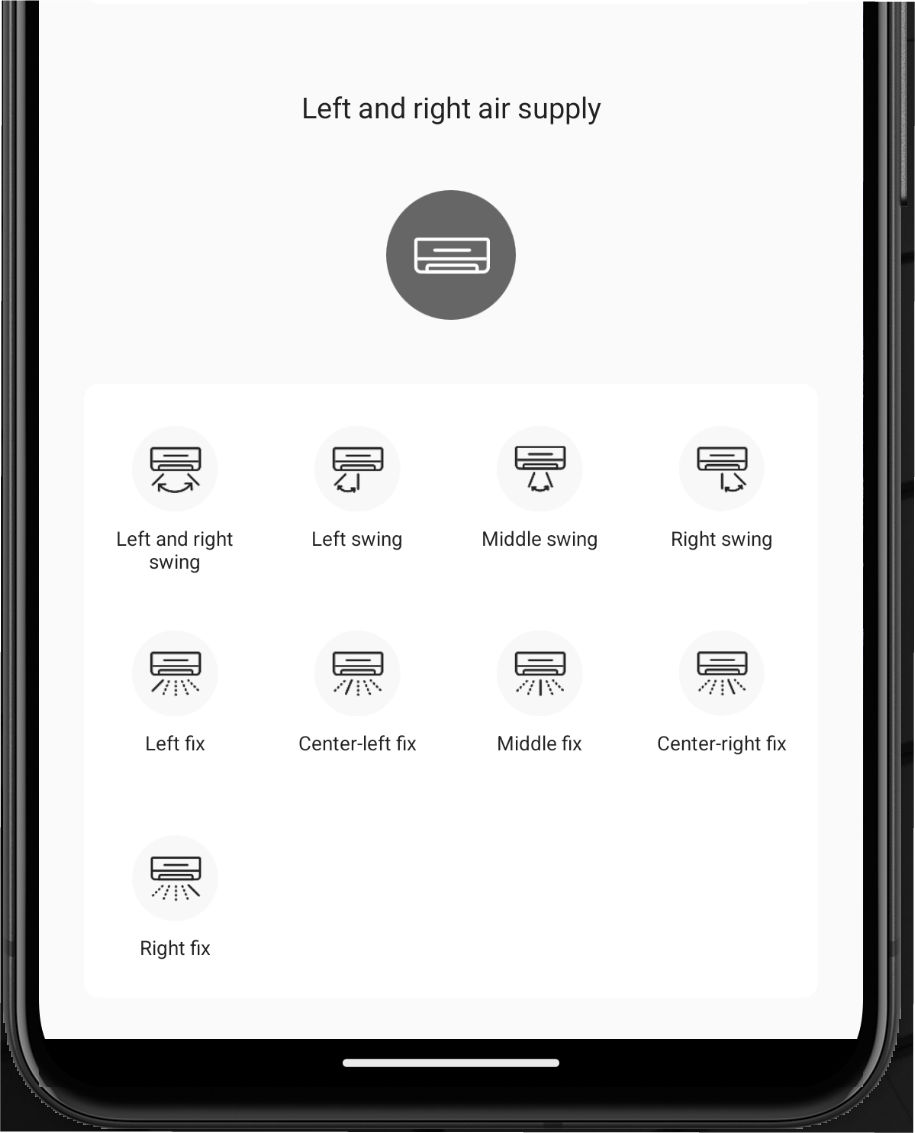 Left and right air supply
Left and right
swing
Left swing
Middle swing
Right swing
Left fix
Center-left fix
Middle fix
Center-right fix
Right fix